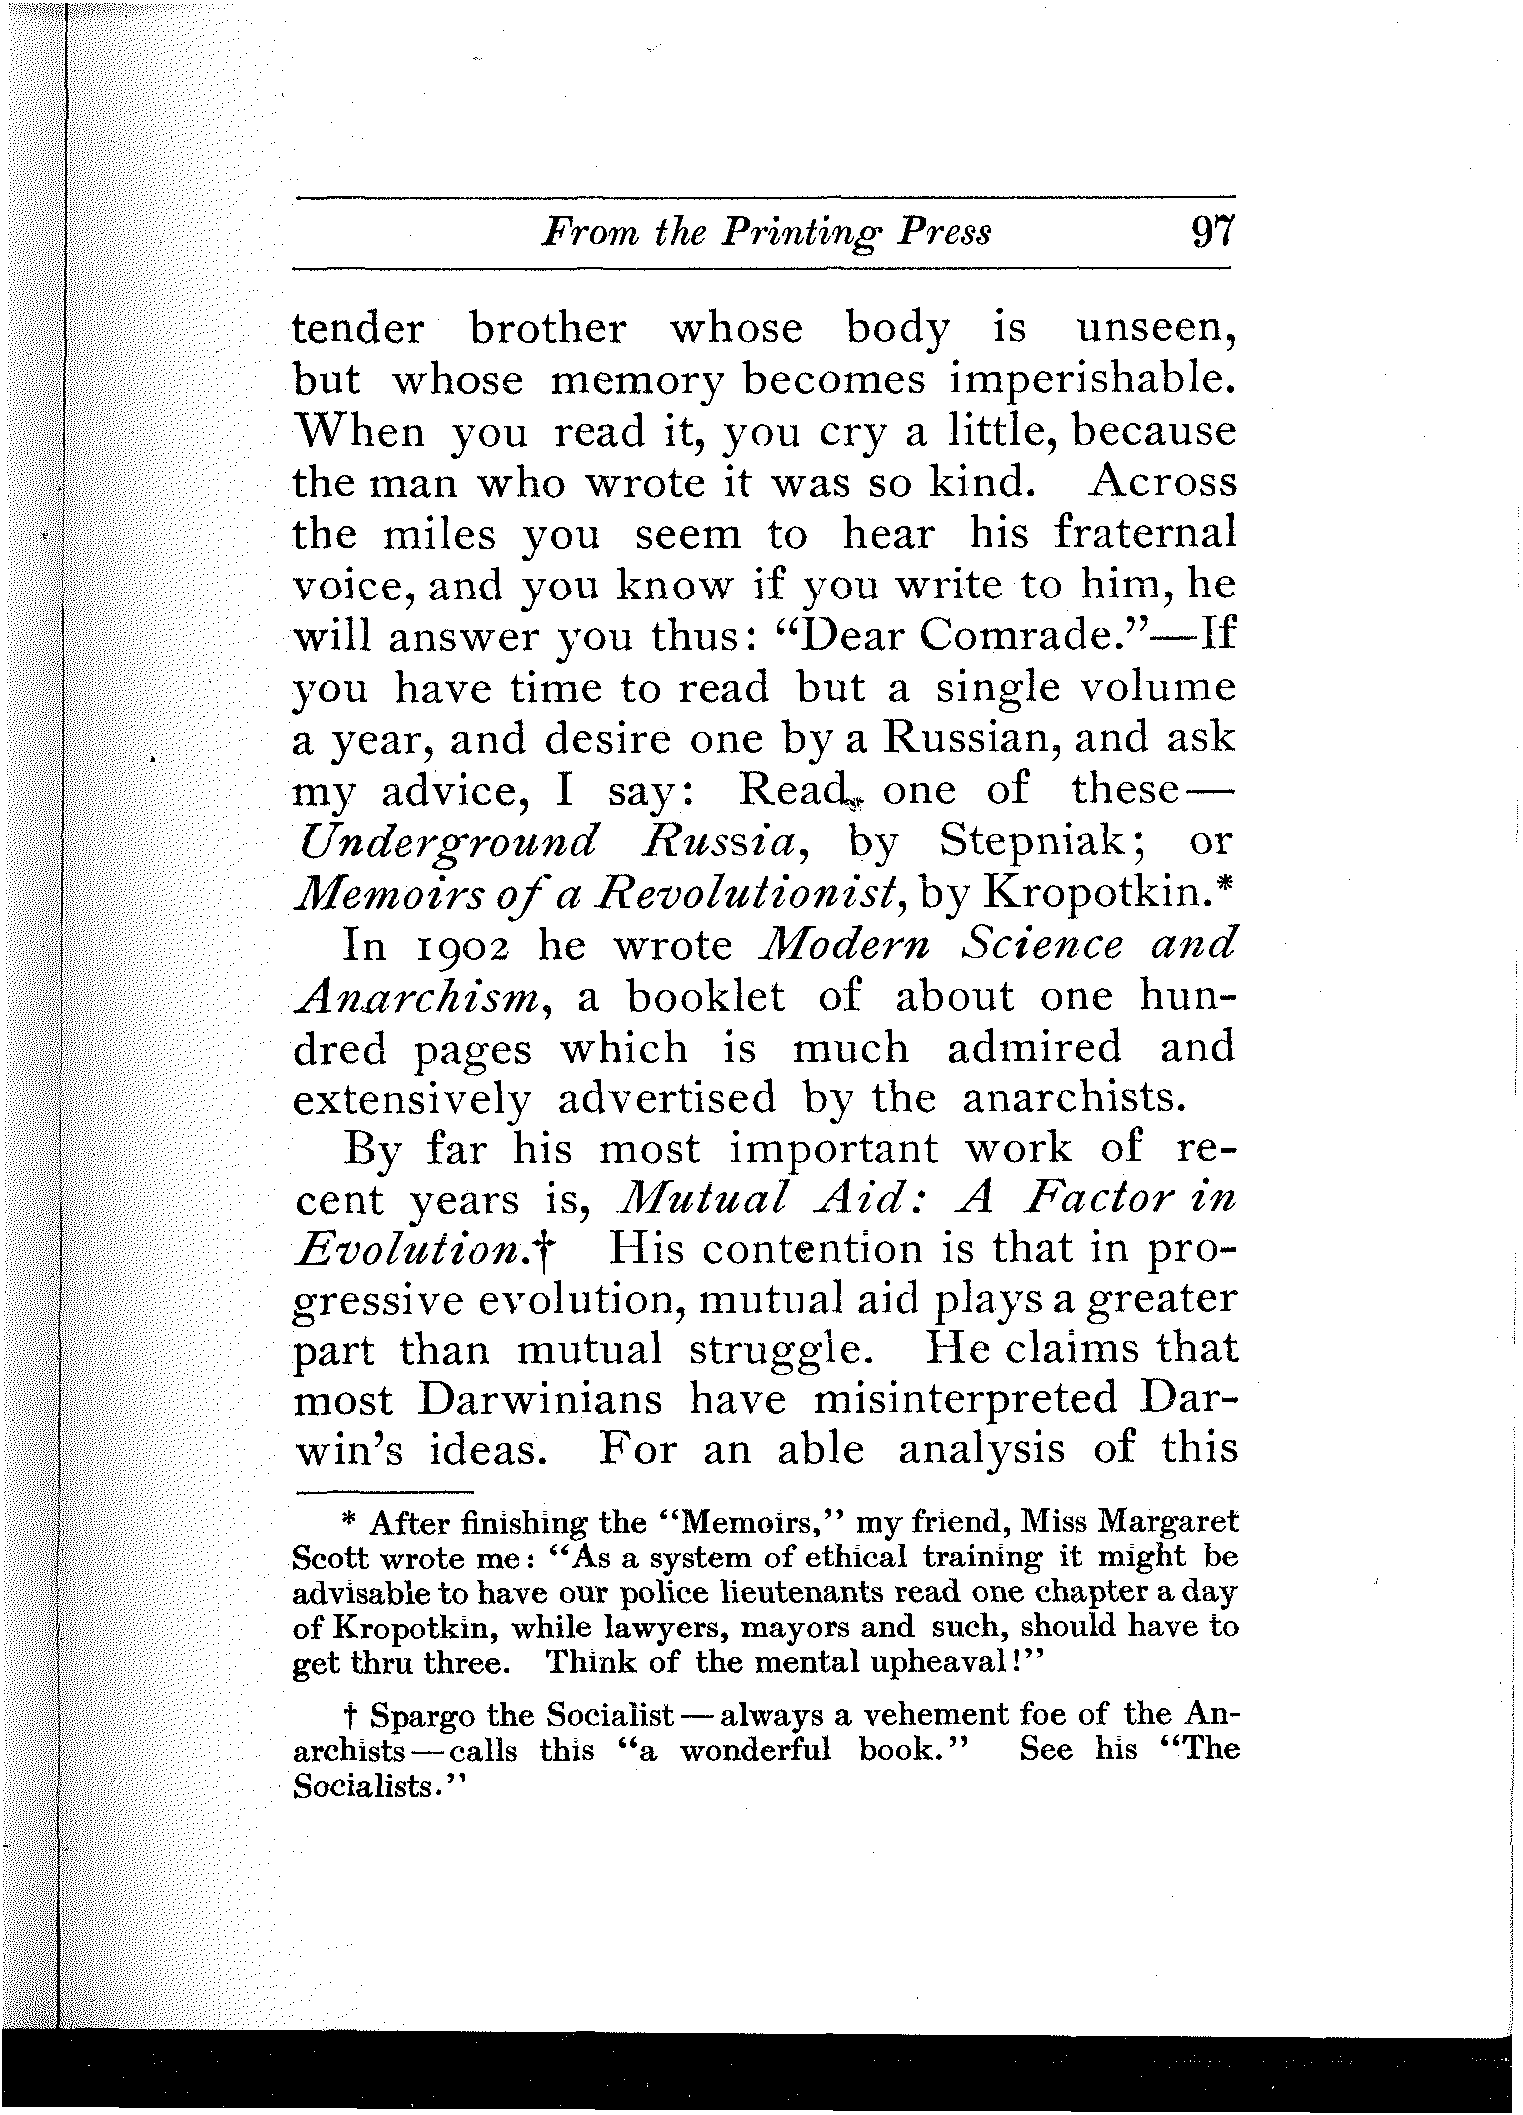 From the Printing Press 97
tender brother whose body is unseen,
but whose memory becomes imperishable.
When you read it, you cry a little, because
the man who wrote it was so kind. Across
the miles you seem to hear his fraternal
voice, and you know if you write to him, he
will answer you thus: “Dear Comrade.”—If
you have time to read but a single volume
a year, and desire one by a Russian, and ask
my advice, I say: Read one of these—
Underground Russia, by Stepniak; or
Memoirs of a Revolutionist, by Kropotkin.*
In 1902 he wrote Modern Science and
Anarchism, a booklet of about one hun-
dred pages which is much admired and
extensively advertised by the anarchists.
By far his most important work of re-
cent years is, Mutual Aid: A Factor in
Evolution.† His contention is that in pro-
gressive evolution, mutual aid plays a greater
part than mutual struggle. He claims that
most Darwinians have misinterpreted Dar-
win’s ideas. For an able analysis of this
* After finishing the “Memoirs,” my friend, Miss Margaret
Scott wrote me: “As a system of ethical training it might be
advisable to have our police lieutenants read one chapter a day
of Kropotkin, while lawyers, mayors and such, should have to
get thru three. Think of the mental upheaval!”
† Spargo the Socialist—always a vehement foe of the An-
archists—calls this “a wonderful book.” See his “The
Socialists.”